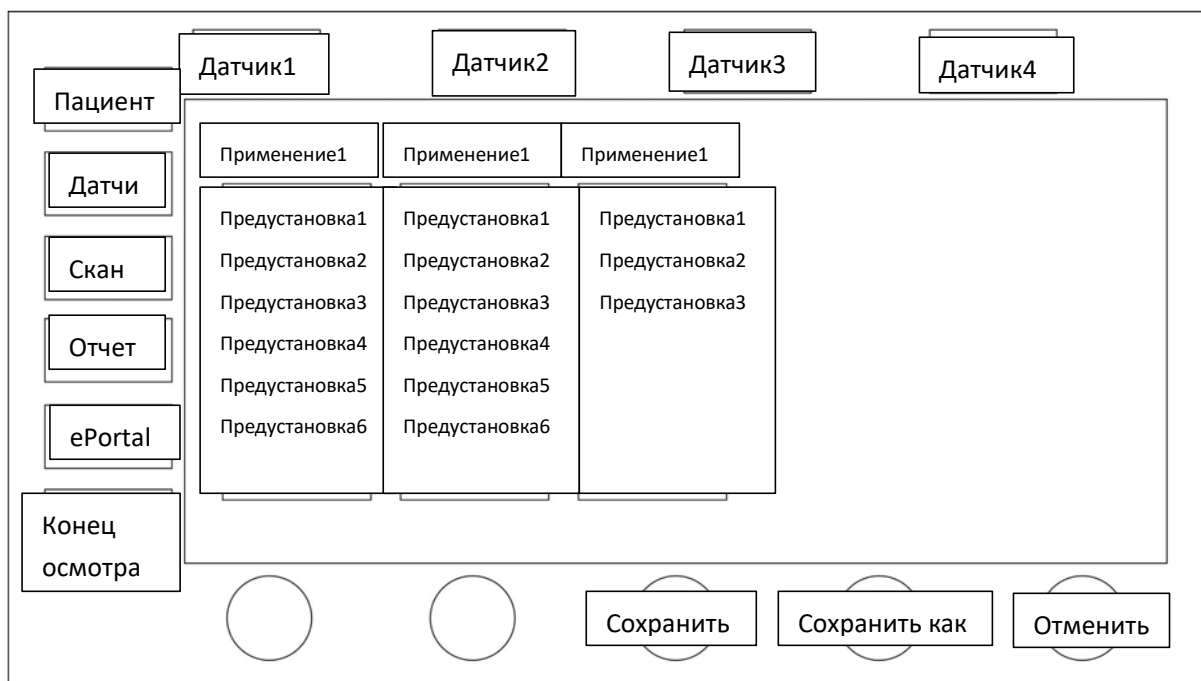 Датчик1
Датчик2
Датчик3
Датчик4
Пациент
Датчи
Скан
Отчет
ePortal
Конец
осмотра
Применение1
Применение1
Применение1
Предустановка1
Предустановка2
Предустановка3
Предустановка4
Предустановка5
Предустановка6
Предустановка1
Предустановка2
Предустановка3
Предустановка4
Предустановка5
Предустановка6
Предустановка1
Предустановка2
Предустановка3
Сохранить
Сохранить как
Отменить